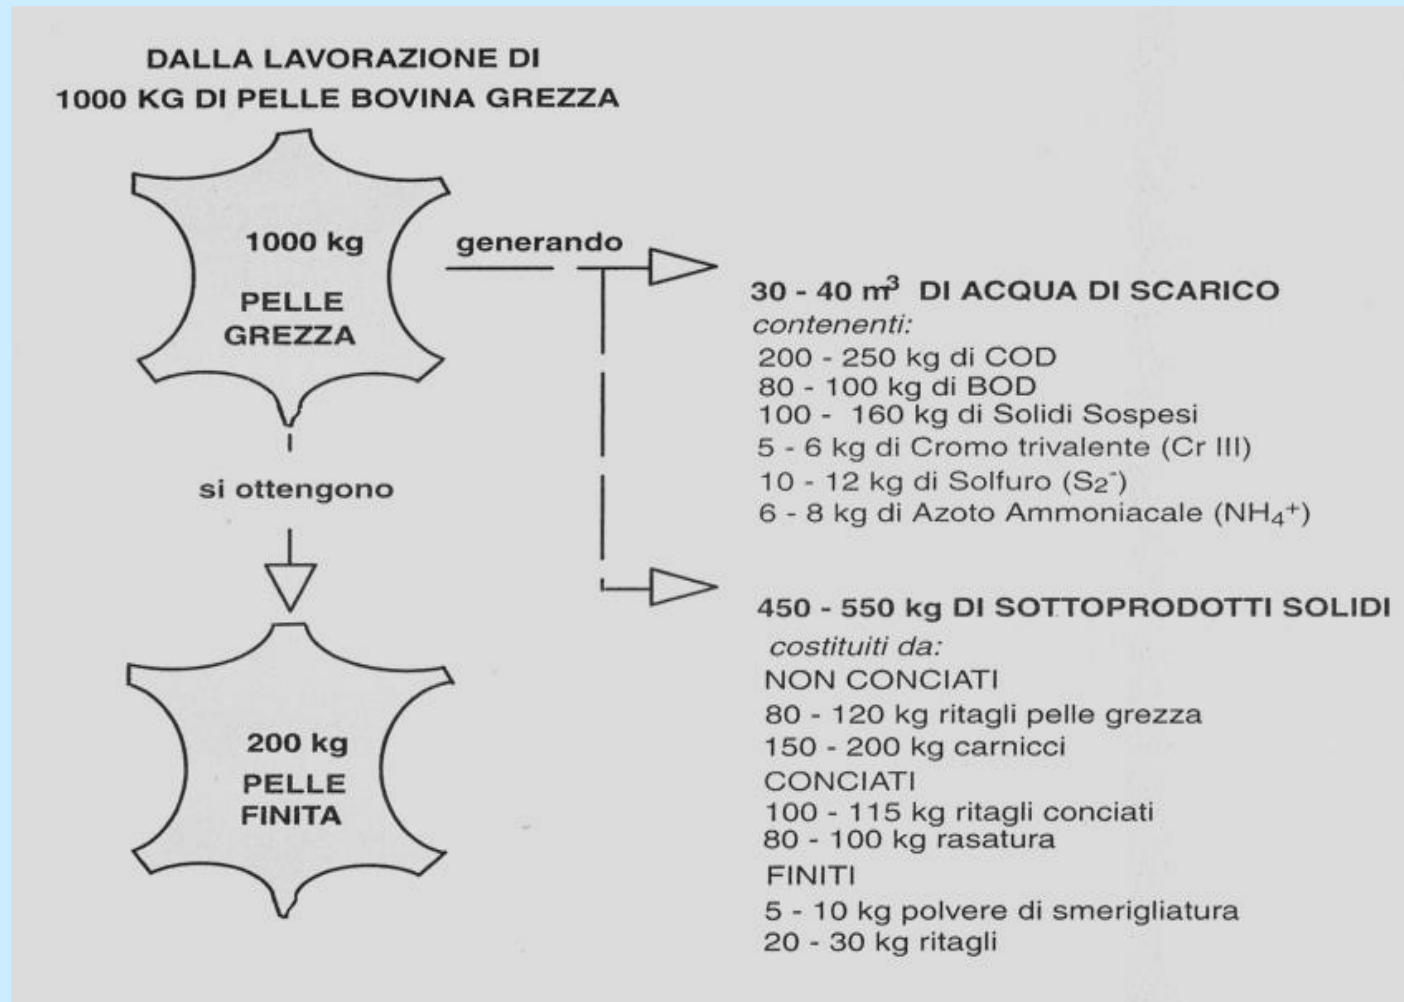 DALLA LAVORAZIONE DI
1000 KG DI PELLE BOVINA GREZZA
1000 kg
PELLE
GREZZA
generando
si ottengono
200 kg
PELLE
FINITA
30 - 40 m³ DI ACQUA DI SCARICO
contenenti:
200 - 250 kg di COD
80 - 100 kg di BOD
100 - 160 kg di Solidi Sospesi
5 - 6 kg di Cromo trivalente (Cr III)
10 - 12 kg di Solfuro (S₂⁻)
6 - 8 kg di Azoto Ammoniacale (NH₄⁺)
450 - 550 kg DI SOTTOPRODOTTI SOLIDI
costituiti da:
NON CONCIATI
80 - 120 kg ritagli pelle grezza
150 - 200 kg carnicci
CONCIATI
100 - 115 kg ritagli conciati
80 - 100 kg rasatura
FINITI
5 - 10 kg polvere di smerigliatura
20 - 30 kg ritagli